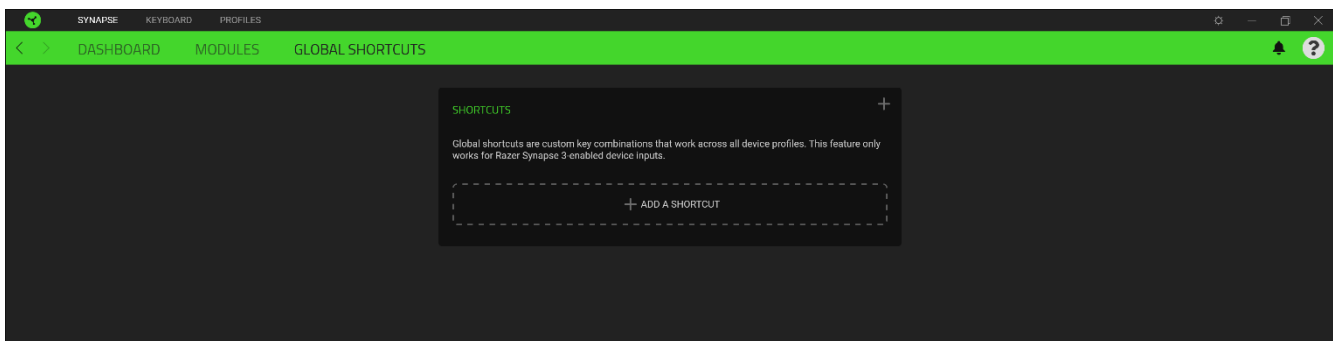 SYNAPSE KEYBOARD PROFILES
DASHBOARD MODULES GLOBAL SHORTCUTS
?
SHORTCUTS
Global shortcuts are custom key combinations that work across all device profiles. This feature only
works for Razer Synapse 3-enabled device inputs.
ADD A SHORTCUT